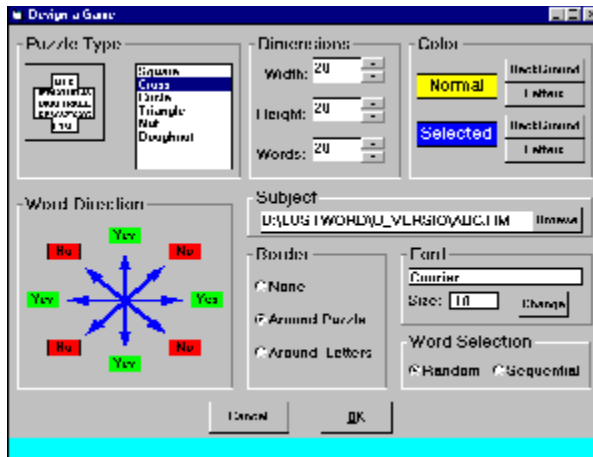 Design a Game
Puzzle Type
Square
Cross
Circle
Triangle
Net
Doughnut
Dimensions
Width: 20
Height: 20
Words: 20
Color
Normal
BackGround
Letters
Selected
BackGround
Letters
Word Direction
Yes
No
No
Yes
Yes
No
No
Yes
Subject
Browse
Border
None
Around Puzzle
Around Letters
Font
Courier
Size: 10
Change
Word Selection
Random
Sequential
Cancel
OK